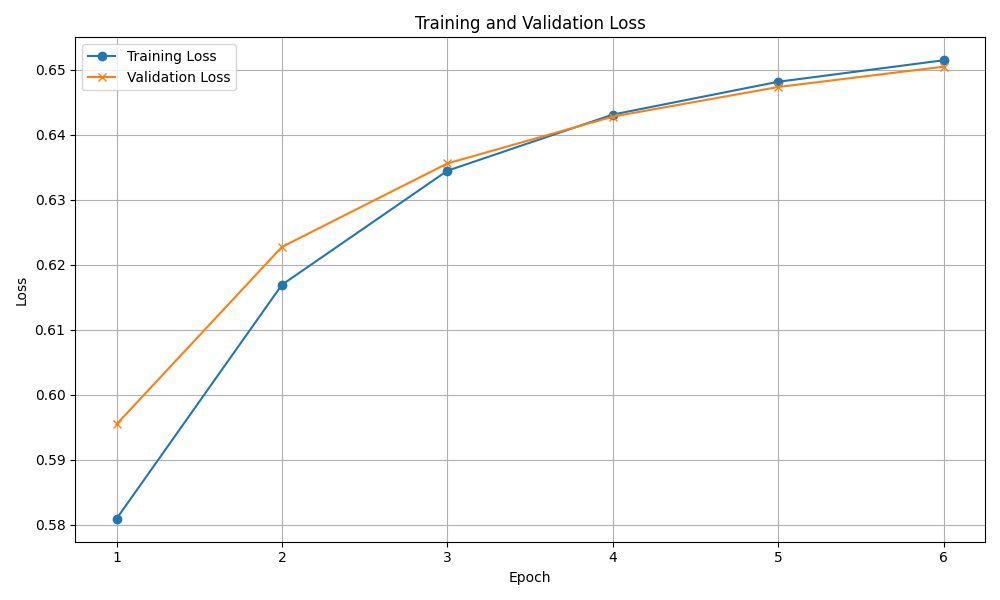 Training and Validation Loss
Training Loss
Validation Loss
0.65
0.64
0.63
0.62
0.61
0.60
0.59
0.58
Loss
1 2 3 4 5 6
Epoch